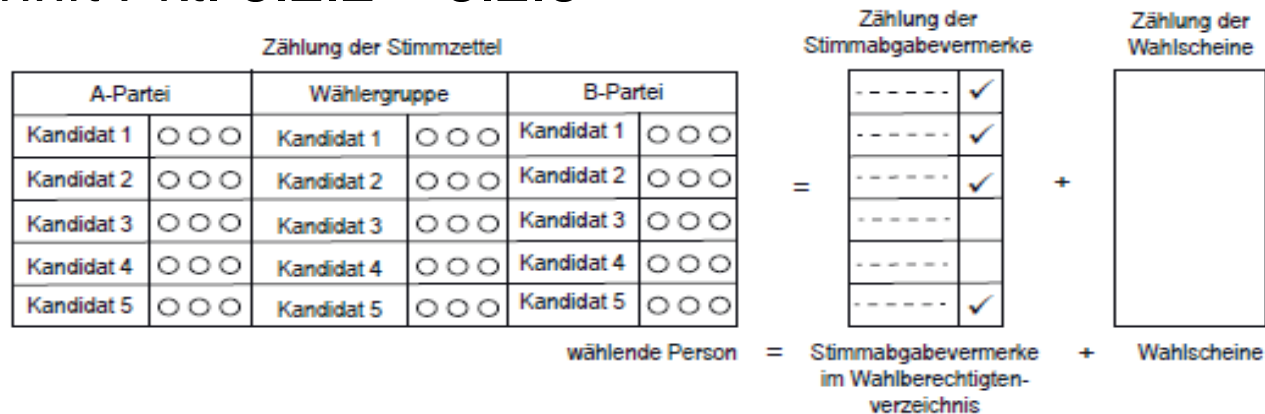 Zählung der Stimmzettel
Zählung der
Stimmabgabevermerke
Zählung der
Wahlscheine
A-Partei Wählergruppe B-Partei
Kandidat 1 Kandidat 1 Kandidat 1
Kandidat 2 Kandidat 2 Kandidat 2
Kandidat 3 Kandidat 3 Kandidat 3
Kandidat 4 Kandidat 4 Kandidat 4
Kandidat 5 Kandidat 5 Kandidat 5
= +
wählende Person = Stimmabgabevermerke + Wahlscheine
im Wahlberechtigten-
verzeichnis